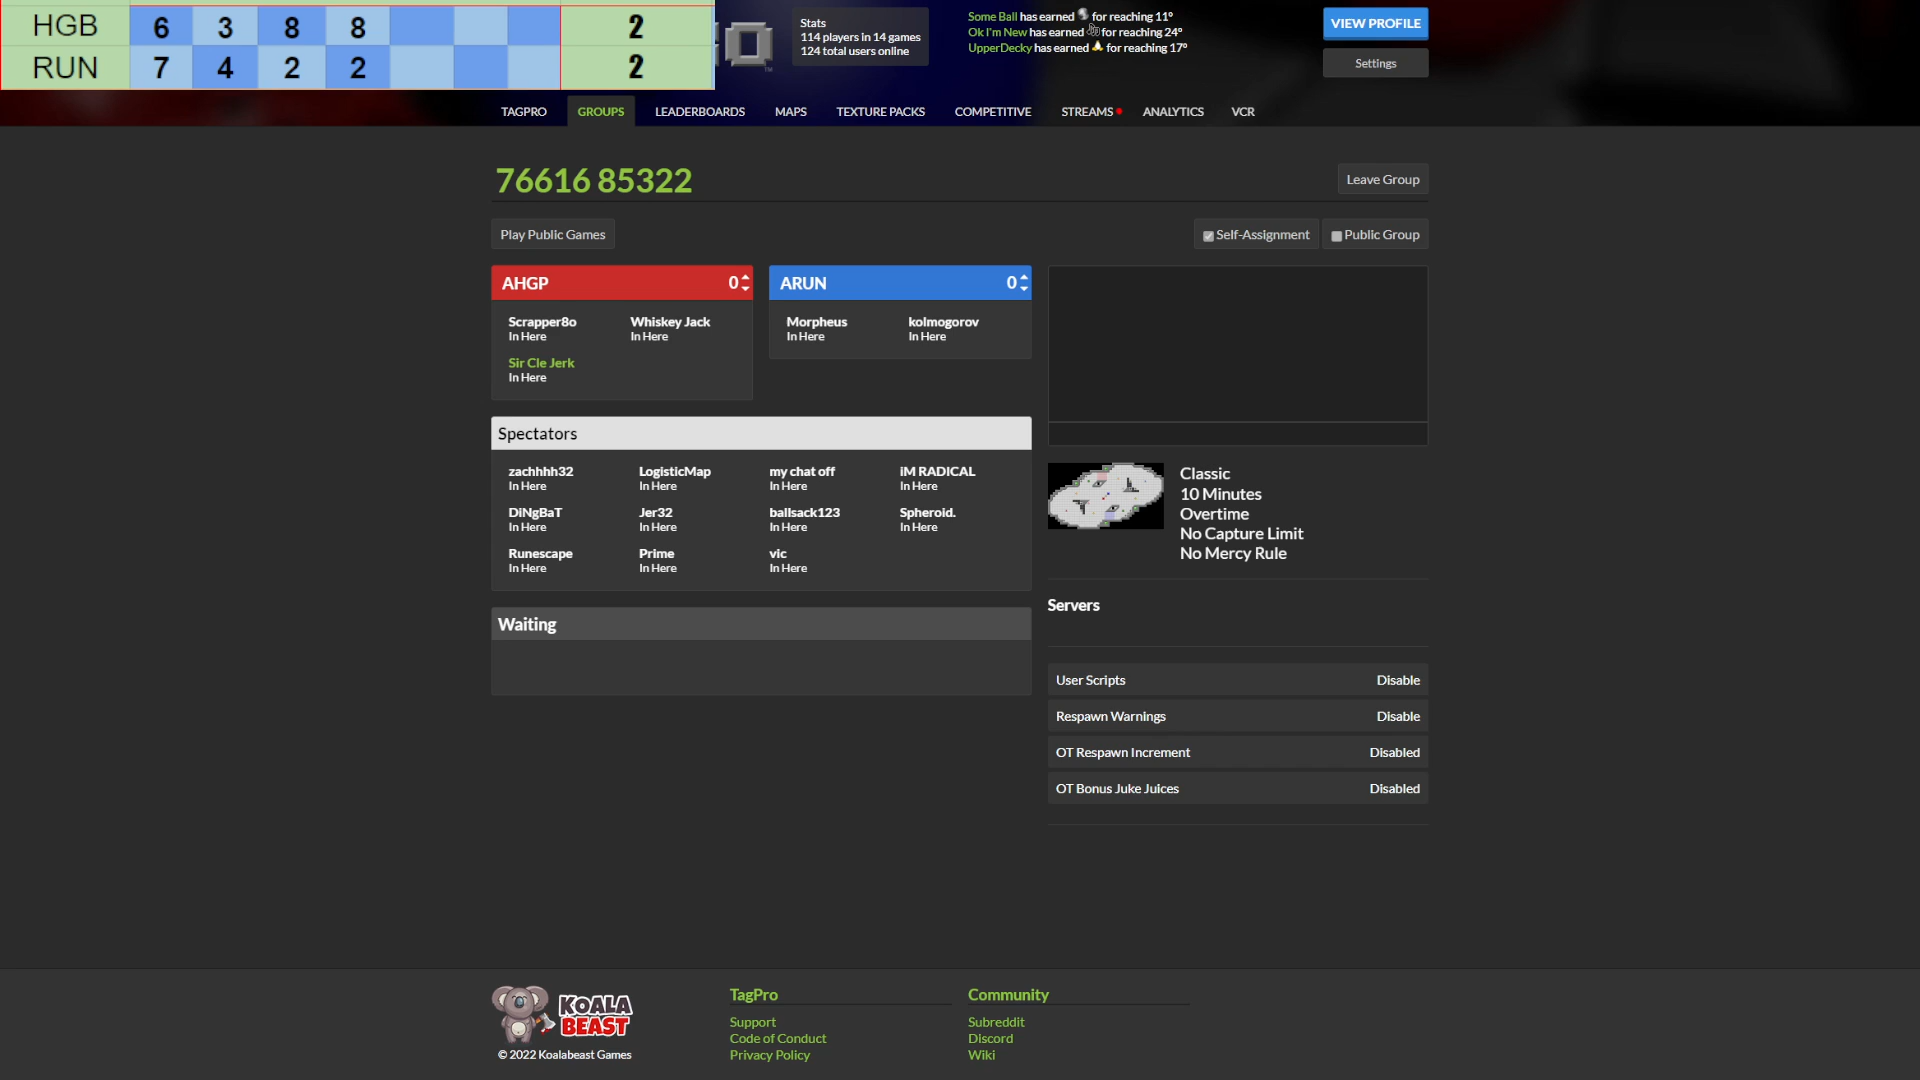 HGB 6 3 8 8 2
RUN 7 4 2 2 2
Stats
114 players in 14 games
124 total users online
Some Ball has earned for reaching 11°
Ok I'm New has earned for reaching 24°
UpperDecky has earned for reaching 17°
VIEW PROFILE
Settings
TAGPRO GROUPS LEADERBOARDS MAPS TEXTURE PACKS COMPETITIVE STREAMS ANALYTICS VCR
76616 85322
Leave Group
Play Public Games
Self-Assignment
Public Group
AHGP 0
Scrapper8o Whiskey Jack
In Here In Here
Sir Cle Jerk
In Here
ARUN 0
Morpheus kolmogorov
In Here In Here
Spectators
zachhhh32 LogisticMap my chat off iM RADICAL
In Here In Here In Here In Here
DiNgBaT Jer32 ballsack123 Spheroid.
In Here In Here In Here In Here
Runescape Prime vic
In Here In Here In Here
Waiting
Classic
10 Minutes
Overtime
No Capture Limit
No Mercy Rule
Servers
User Scripts Disable
Respawn Warnings Disable
OT Respawn Increment Disabled
OT Bonus Juke Juices Disabled
KOALA
BEAST
© 2022 Koalabeast Games
TagPro
Support
Code of Conduct
Privacy Policy
Community
Subreddit
Discord
Wiki